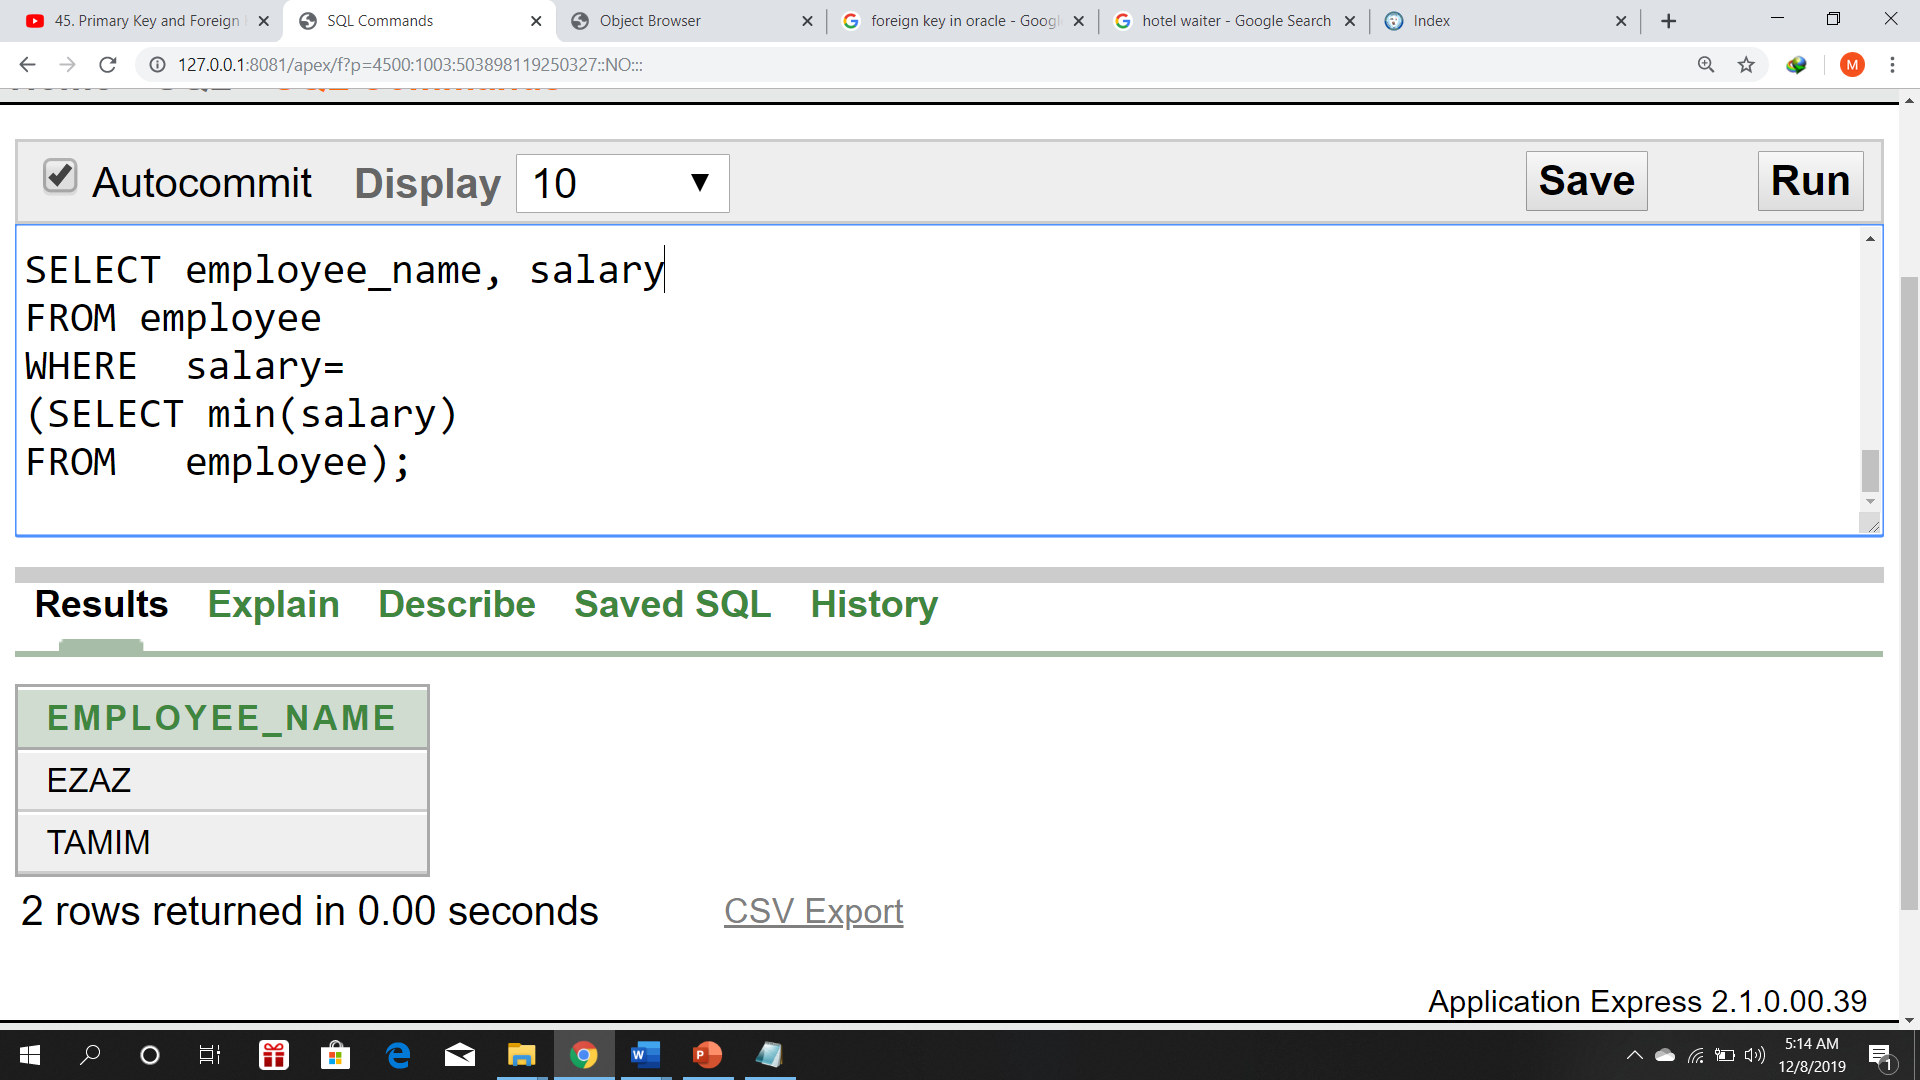 45. Primary Key and Foreign
SQL Commands
Object Browser
foreign key in oracle - Googl
hotel waiter - Google Search
Index
127.0.0.1:8081/apex/f?p=4500:1003:503898119250327::NO:::
M
Autocommit Display 10 Save Run
SELECT employee_name, salary
FROM employee
WHERE  salary=
(SELECT min(salary)
FROM   employee);
Results Explain Describe Saved SQL History
EMPLOYEE_NAME
EZAZ
TAMIM
2 rows returned in 0.00 seconds CSV Export
Application Express 2.1.0.00.39
5:14 AM
12/8/2019
1